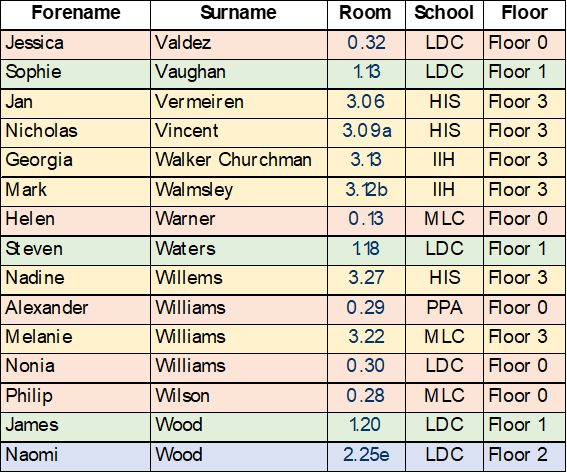 Forename Surname Room School Floor
Jessica Valdez 0.32 LDC Floor 0
Sophie Vaughan 1.13 LDC Floor 1
Jan Vermeiren 3.06 HIS Floor 3
Nicholas Vincent 3.09a HIS Floor 3
Georgia Walker Churchman 3.13 IIH Floor 3
Mark Walmsley 3.12b IIH Floor 3
Helen Warner 0.13 MLC Floor 0
Steven Waters 1.18 LDC Floor 1
Nadine Willems 3.27 HIS Floor 3
Alexander Williams 0.29 PPA Floor 0
Melanie Williams 3.22 MLC Floor 3
Nonia Williams 0.30 LDC Floor 0
Philip Wilson 0.28 MLC Floor 0
James Wood 1.20 LDC Floor 1
Naomi Wood 2.25e LDC Floor 2